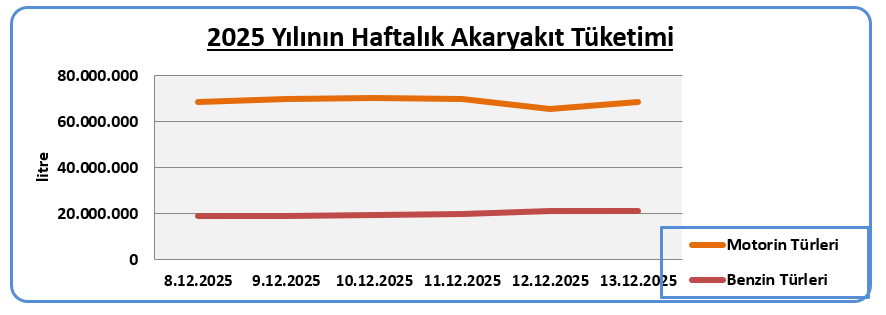 2025 Yılının Haftalık Akaryakıt Tüketimi
80.000.000
60.000.000
40.000.000
20.000.000
0
litre
8.12.2025 9.12.2025 10.12.2025 11.12.2025 12.12.2025 13.12.2025
Motorin Türleri
Benzin Türleri